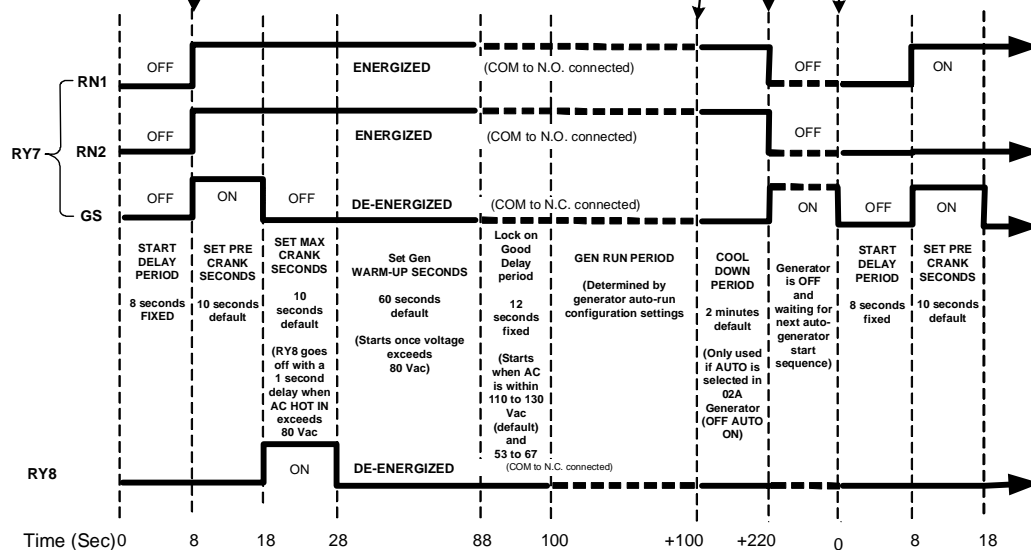 OFF
ENERGIZED
(COM to N.O. connected)
OFF
ON
RN1
OFF
ENERGIZED
(COM to N.O. connected)
OFF
RN2
RY7
OFF
ON
OFF
DE-ENERGIZED
(COM to N.C. connected)
ON
OFF
ON
GS
START
DELAY
PERIOD
8 seconds
FIXED
SET PRE
CRANK
SECONDS
10 seconds
default
SET MAX
CRANK
SECONDS
10
seconds
default
(RY8 goes
off with a
1 second
delay when
AC HOT IN
exceeds
80 Vac
Set Gen
WARM-UP SECONDS
60 seconds
default
(Starts once voltage
exceeds
80 Vac)
Lock on
Good
Delay
period
12
seconds
fixed
(Starts
when AC
is within
110 to 130
Vac
(default)
and
53 to 67
GEN RUN PERIOD
(Determined by
generator auto-run
configuration settings)
COOL
DOWN
PERIOD
2 minutes
default
(Only used
if AUTO is
selected in
02A
Generator
(OFF AUTO
ON)
Generator
is OFF
and
waiting for
next auto-
generator
start
sequence)
START
DELAY
PERIOD
8 seconds
fixed
SET PRE
CRANK
SECONDS
10 seconds
default
RY8
ON
DE-ENERGIZED
(COM to N.C. connected)
Time (Sec) 0 8 18 28 88 100 +100 +220 0 8 18